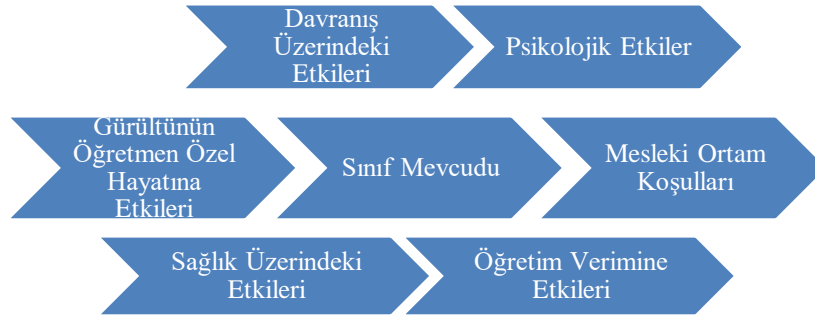 Davranış
Üzerindeki
Etkileri
Psikolojik Etkiler
Gürültünün
Öğretmen Özel
Hayatına
Etkileri
Sınıf Mevcudu
Mesleki Ortam
Koşulları
Sağlık Üzerindeki
Etkileri
Öğretim Verimine
Etkileri